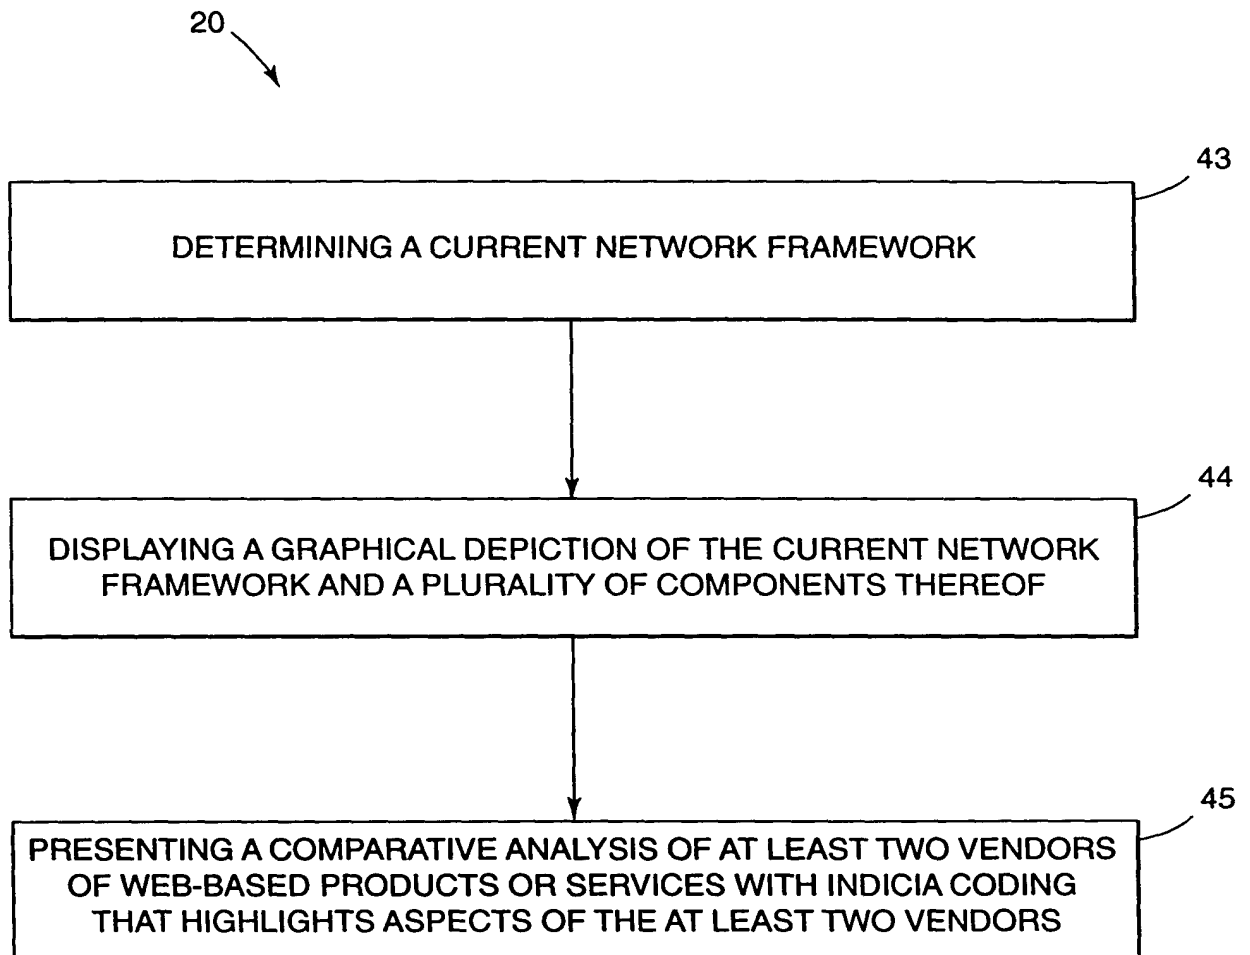 20
43
DETERMINING A CURRENT NETWORK FRAMEWORK
44
DISPLAYING A GRAPHICAL DEPICTION OF THE CURRENT NETWORK
FRAMEWORK AND A PLURALITY OF COMPONENTS THEREOF
45
PRESENTING A COMPARATIVE ANALYSIS OF AT LEAST TWO VENDORS
OF WEB-BASED PRODUCTS OR SERVICES WITH INDICIA CODING
THAT HIGHLIGHTS ASPECTS OF THE AT LEAST TWO VENDORS